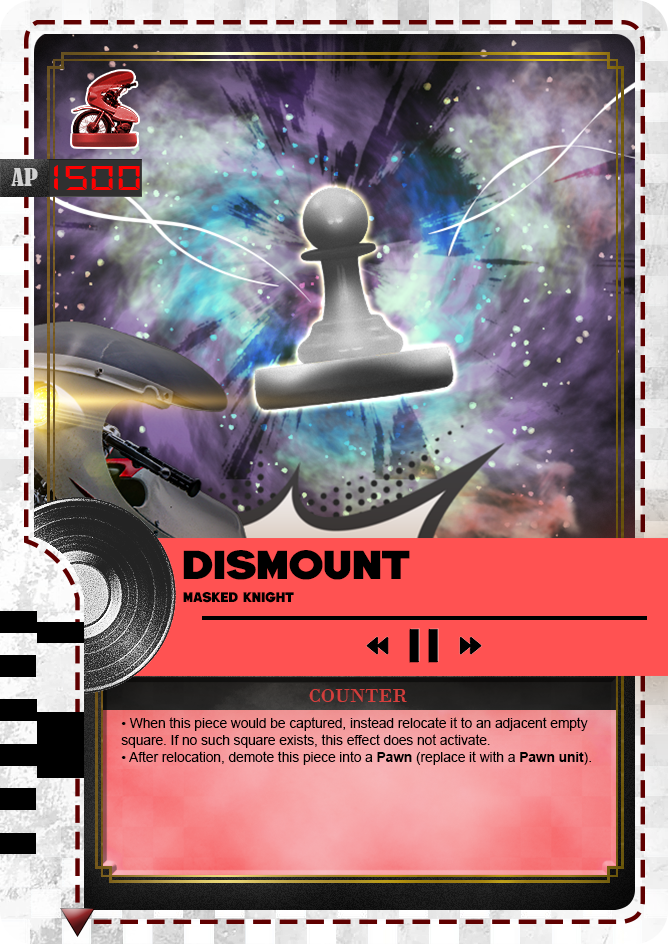 AP 1500
DISMOUNT
MASKED KNIGHT
COUNTER
• When this piece would be captured, instead relocate it to an adjacent empty
square. If no such square exists, this effect does not activate.
• After relocation, demote this piece into a Pawn (replace it with a Pawn unit).